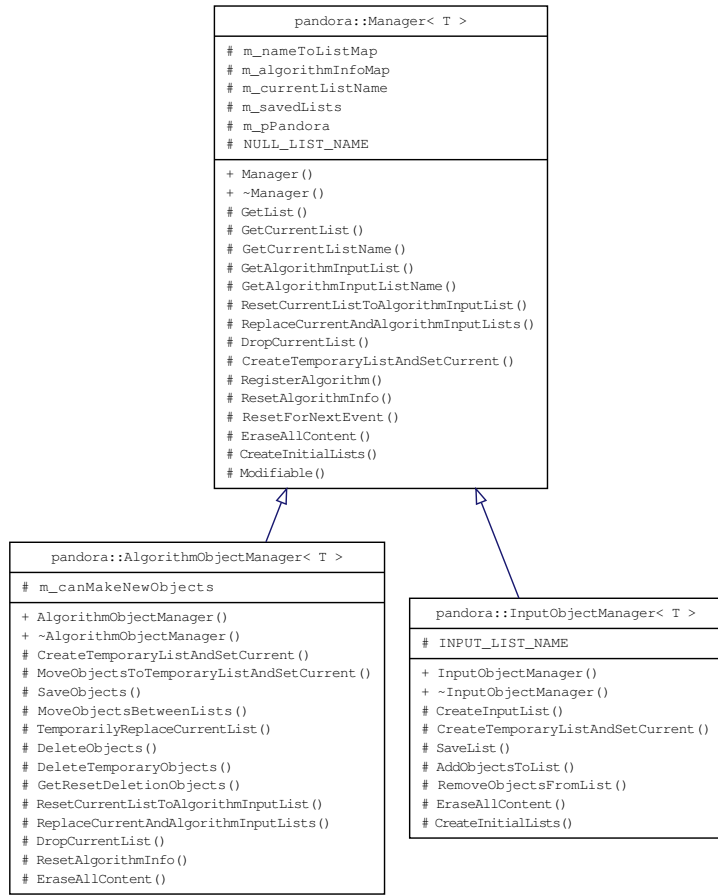 pandora::Manager< T >
# m_nameToListMap
# m_algorithmInfoMap
# m_currentListName
# m_savedLists
# m_pPandora
# NULL_LIST_NAME
+ Manager()
+ ~Manager()
# GetList()
# GetCurrentList()
# GetCurrentListName()
# GetAlgorithmInputList()
# GetAlgorithmInputListName()
# ResetCurrentListToAlgorithmInputList()
# ReplaceCurrentAndAlgorithmInputLists()
# DropCurrentList()
# CreateTemporaryListAndSetCurrent()
# RegisterAlgorithm()
# ResetAlgorithmInfo()
# ResetForNextEvent()
# EraseAllContent()
# CreateInitialLists()
# Modifiable()
pandora::AlgorithmObjectManager< T >
# m_canMakeNewObjects
+ AlgorithmObjectManager()
+ ~AlgorithmObjectManager()
# CreateTemporaryListAndSetCurrent()
# MoveObjectsToTemporaryListAndSetCurrent()
# SaveObjects()
# MoveObjectsBetweenLists()
# TemporarilyReplaceCurrentList()
# DeleteObjects()
# DeleteTemporaryObjects()
# GetResetDeletionObjects()
# ResetCurrentListToAlgorithmInputList()
# ReplaceCurrentAndAlgorithmInputLists()
# DropCurrentList()
# ResetAlgorithmInfo()
# EraseAllContent()
pandora::InputObjectManager< T >
# INPUT_LIST_NAME
+ InputObjectManager()
+ ~InputObjectManager()
# CreateInputList()
# CreateTemporaryListAndSetCurrent()
# SaveList()
# AddObjectsToList()
# RemoveObjectsFromList()
# EraseAllContent()
# CreateInitialLists()